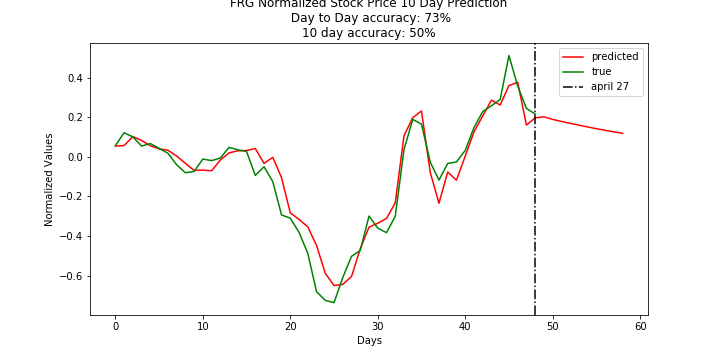 FRG Normalized Stock Price 10 Day Prediction
Day to Day accuracy: 73%
10 day accuracy: 50%
predicted
true
april 27
Normalized Values
0.4
0.2
0.0
−0.2
−0.4
−0.6
0 10 20 30 40 50 60
Days